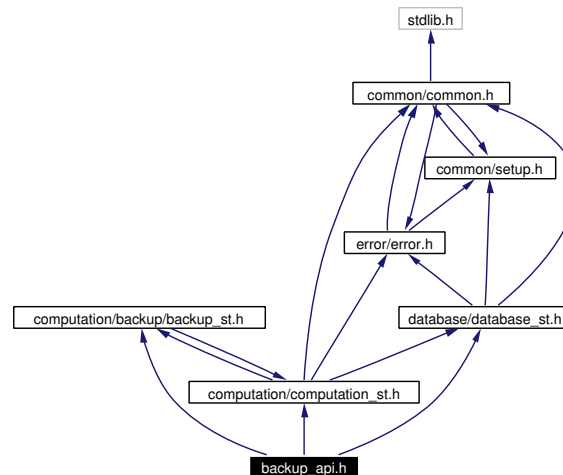 stdlib.h
common/common.h
common/setup.h
error/error.h
computation/backup/backup_st.h
database/database_st.h
computation/computation_st.h
backup_api.h